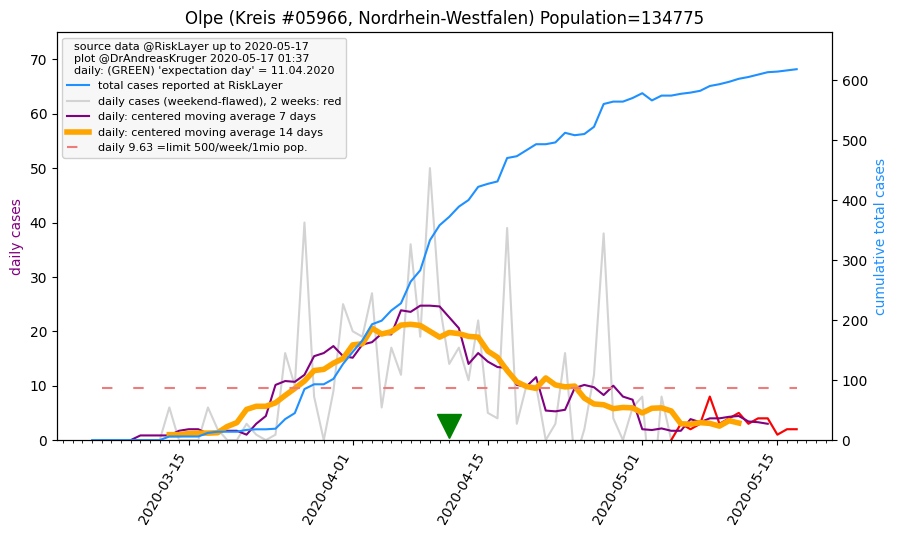 Olpe (Kreis #05966, Nordrhein-Westfalen) Population=134775
source data @RiskLayer up to 2020-05-17
plot @DrAndreasKruger 2020-05-17 01:37
daily: (GREEN) 'expectation day' = 11.04.2020
total cases reported at RiskLayer
daily cases (weekend-flawed), 2 weeks: red
daily: centered moving average 7 days
daily: centered moving average 14 days
daily 9.63 =limit 500/week/1mio pop.
daily cases
70
60
50
40
30
20
10
0
cumulative total cases
600
500
400
300
200
100
0
2020-03-15
2020-04-01
2020-04-15
2020-05-01
2020-05-15